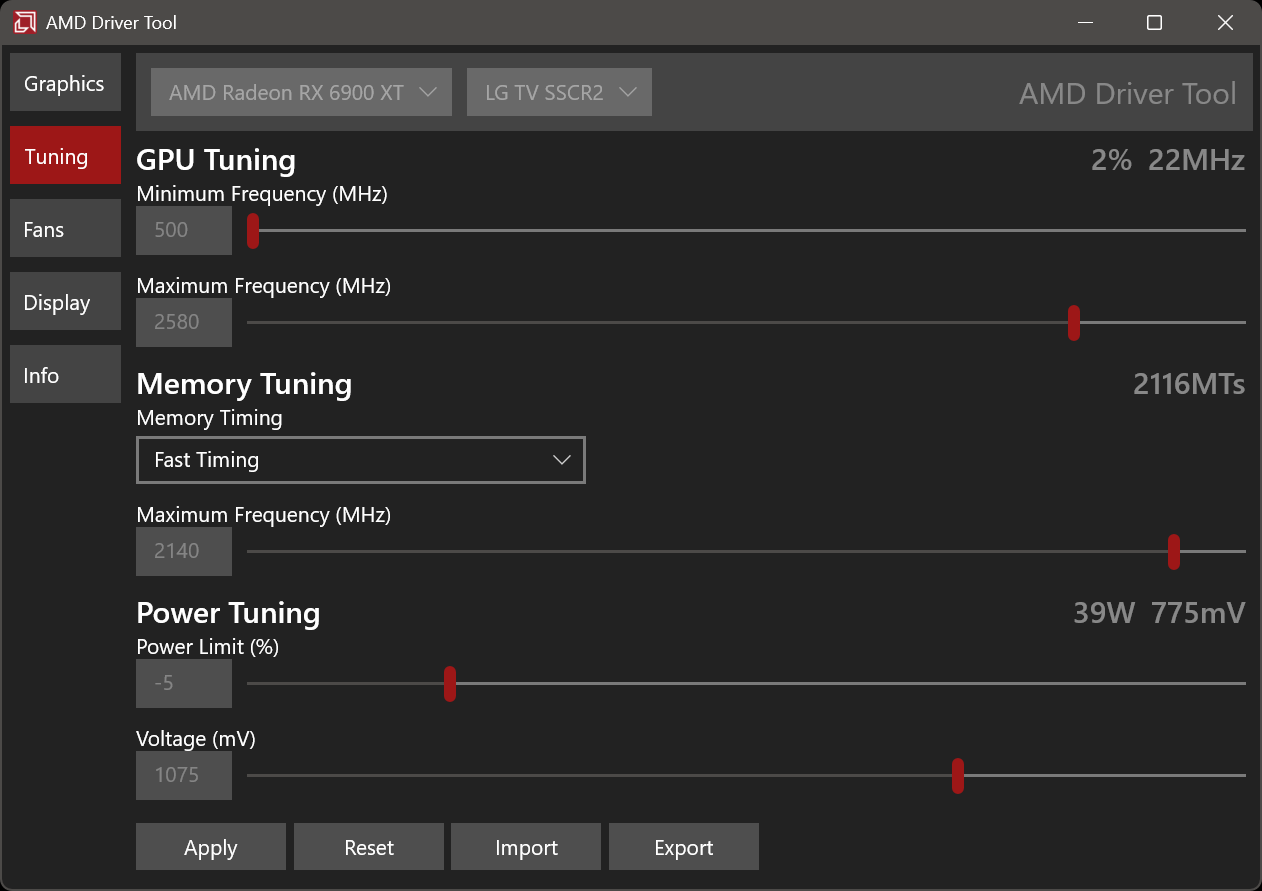 AMD Driver Tool
Graphics
Tuning
Fans
Display
Info
AMD Radeon RX 6900 XT LG TV SSCR2 AMD Driver Tool
GPU Tuning 2% 22MHz
Minimum Frequency (MHz)
500
Maximum Frequency (MHz)
2580
Memory Tuning 2116MTs
Memory Timing
Fast Timing
Maximum Frequency (MHz)
2140
Power Tuning 39W 775mV
Power Limit (%)
-5
Voltage (mV)
1075
Apply Reset Import Export